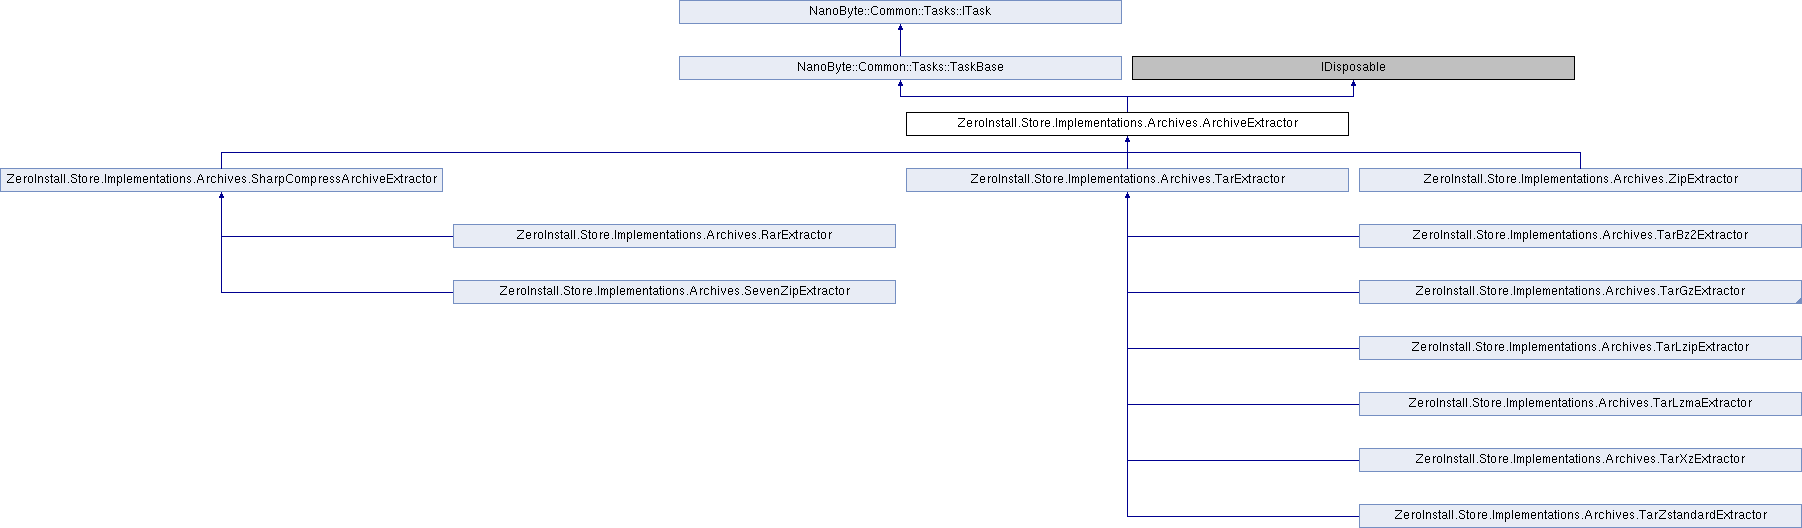 NanoByte::Common::Tasks::ITask
NanoByte::Common::Tasks::TaskBase
IDisposable
ZeroInstall.Store.Implementations.Archives.ArchiveExtractor
ZeroInstall.Store.Implementations.Archives.SharpCompressArchiveExtractor
ZeroInstall.Store.Implementations.Archives.TarExtractor
ZeroInstall.Store.Implementations.Archives.ZipExtractor
ZeroInstall.Store.Implementations.Archives.RarExtractor
ZeroInstall.Store.Implementations.Archives.TarBz2Extractor
ZeroInstall.Store.Implementations.Archives.SevenZipExtractor
ZeroInstall.Store.Implementations.Archives.TarGzExtractor
ZeroInstall.Store.Implementations.Archives.TarLzipExtractor
ZeroInstall.Store.Implementations.Archives.TarLzmaExtractor
ZeroInstall.Store.Implementations.Archives.TarXzExtractor
ZeroInstall.Store.Implementations.Archives.TarZstandardExtractor